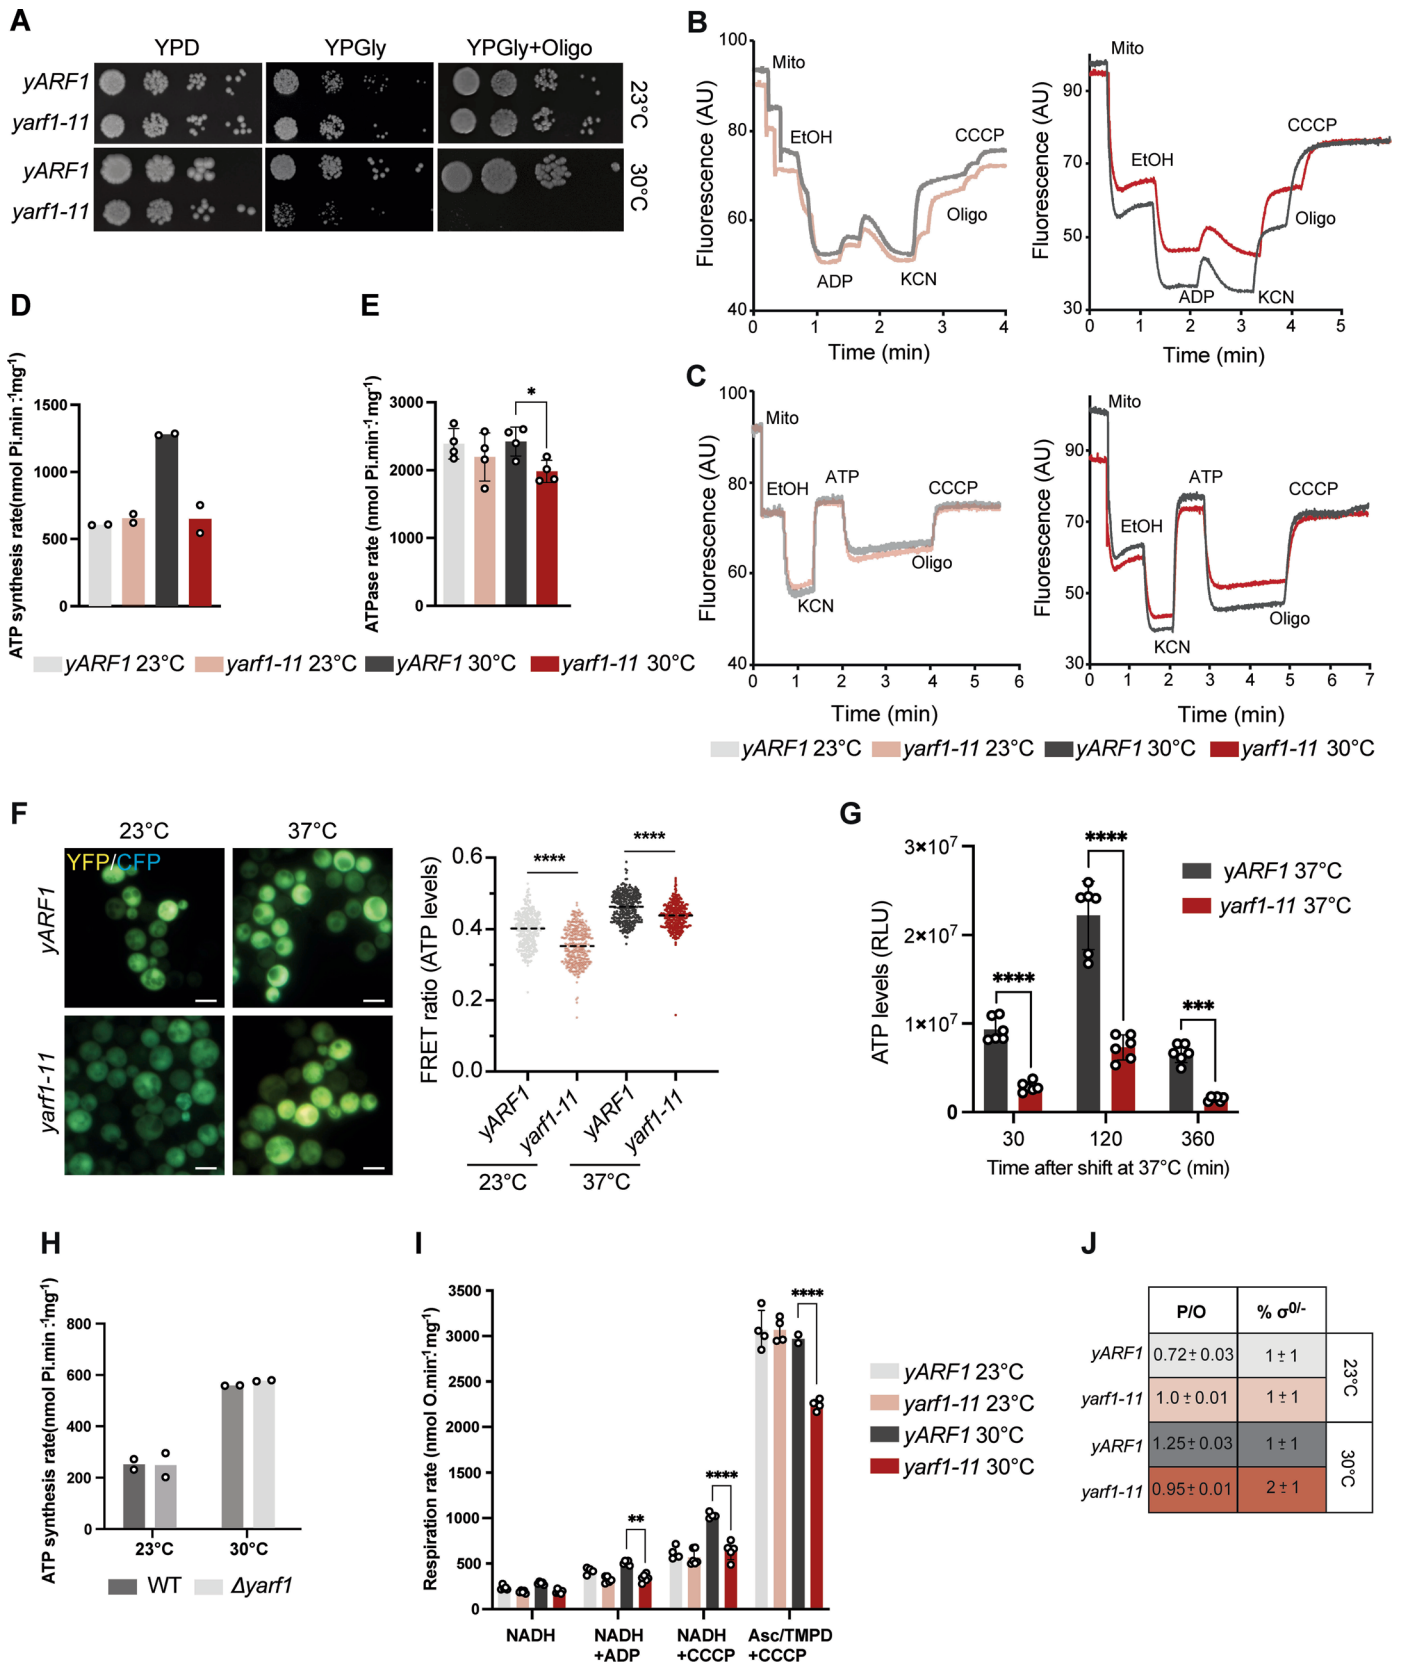 A
YPD YPGly YPGly+Oligo
yARF1
yarf1-11
23°C
yARF1
yarf1-11
30°C
B
Fluorescence (AU)
100
80
60
40
Mito
EtOH
ADP
KCN
Oligo
CCCP
0 1 2 3 4
Time (min)
Fluorescence (AU)
90
70
50
30
Mito
EtOH
ADP
KCN
Oligo
CCCP
0 1 2 3 4 5
Time (min)
C
Fluorescence (AU)
100
80
60
40
Mito
EtOH
KCN
ATP
Oligo
CCCP
0 1 2 3 4 5 6
Time (min)
Fluorescence (AU)
90
70
50
30
Mito
EtOH
KCN
ATP
Oligo
CCCP
0 1 2 3 4 5 6 7
Time (min)
yARF1 23°C yarf1-11 23°C yARF1 30°C yarf1-11 30°C
D
ATP synthesis rate(nmol Pi.min-1.mg-1)
1500
1000
500
0
E
ATPase rate (nmol Pi.min-1.mg-1)
3000
2000
1000
0
*
yARF1 23°C yarf1-11 23°C yARF1 30°C yarf1-11 30°C
F
23°C 37°C
YFP/CFP
yARF1
yarf1-11
FRET ratio (ATP levels)
0.6
0.4
0.2
0.0
**** ****
yARF1 yarf1-11 yARF1 yarf1-11
23°C 37°C
G
ATP levels (RLU)
3×10⁷
2×10⁷
1×10⁷
0
**** **** ***
30 120 360
Time after shift at 37°C (min)
yARF1 37°C
yarf1-11 37°C
H
ATP synthesis rate(nmol Pi.min-1.mg-1)
800
600
400
200
0
23°C 30°C
WT Δyarf1
I
Respiration rate (nmol O.min-1.mg-1)
3500
3000
2500
2000
1500
1000
500
0
** **** ****
NADH NADH NADH Asc/TMPD
+ADP +CCCP +CCCP
yARF1 23°C
yarf1-11 23°C
yARF1 30°C
yarf1-11 30°C
J
P/O % σ⁰/⁻
yARF1 0.72±0.03 1±1
yarf1-11 1.0±0.01 1±1
23°C
yARF1 1.25±0.03 1±1
yarf1-11 0.95±0.01 2±1
30°C